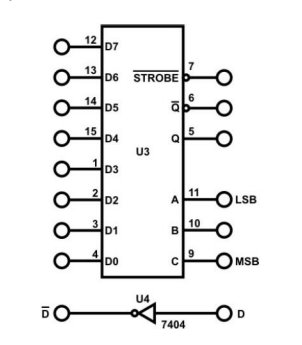 12 D7
13 D6 STROBE 7
14 D5 Q 6
15 D4 Q 5
1 D3 U3
2 D2 A 11 LSB
3 D1 B 10
4 D0 C 9 MSB
U4
D D
7404